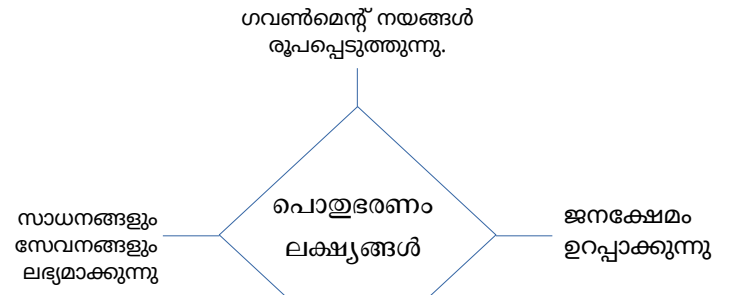 ഗവൺമെന്റ് നയങ്ങൾ
രൂപപ്പെടുത്തുന്നു.
പൊതുഭരണം
ലക്ഷ്യങ്ങൾ
സാധനങ്ങളും
സേവനങ്ങളും
ലഭ്യമാക്കുന്നു
ജനക്ഷേമം
ഉറപ്പാക്കുന്നു